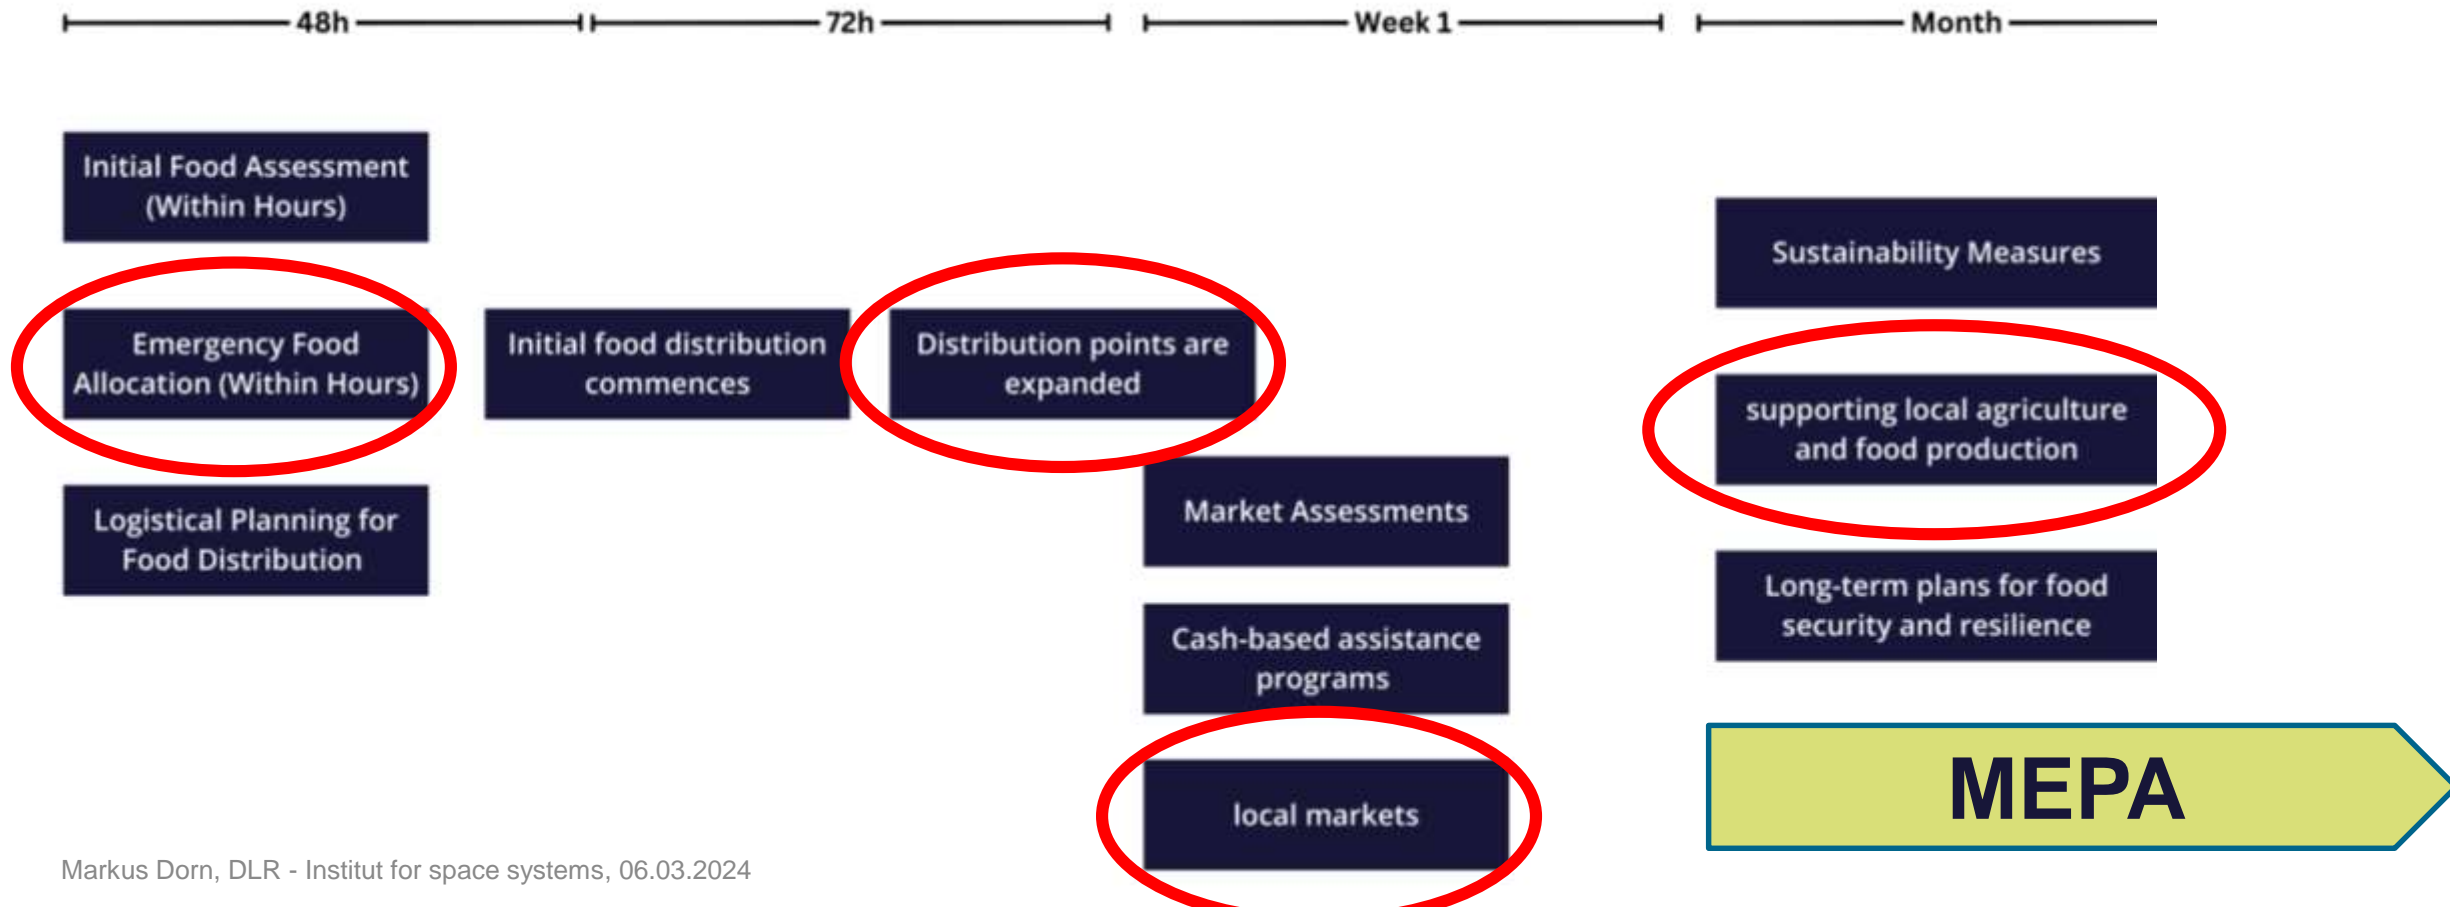 48h
72h
Week 1
Month
Initial Food Assessment
(Within Hours)
Emergency Food
Allocation (Within Hours)
Logistical Planning for
Food Distribution
Initial food distribution
commences
Distribution points are
expanded
Market Assessments
Cash-based assistance
programs
local markets
Sustainability Measures
supporting local agriculture
and food production
Long-term plans for food
security and resilience
MEPA
Markus Dorn, DLR - Institut for space systems, 06.03.2024